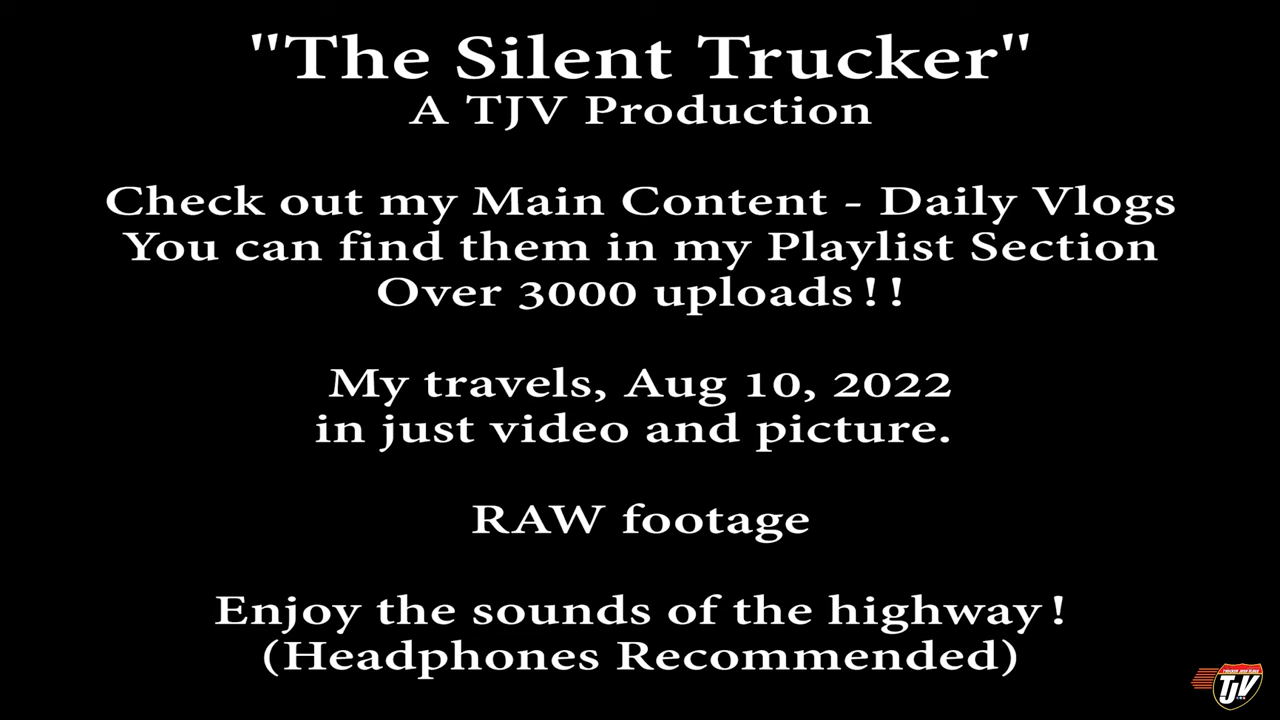 "The Silent Trucker"
A TJV Production
Check out my Main Content - Daily Vlogs
You can find them in my Playlist Section
Over 3000 uploads!!
My travels, Aug 10, 2022
in just video and picture.
RAW footage
Enjoy the sounds of the highway!
(Headphones Recommended)
TJV